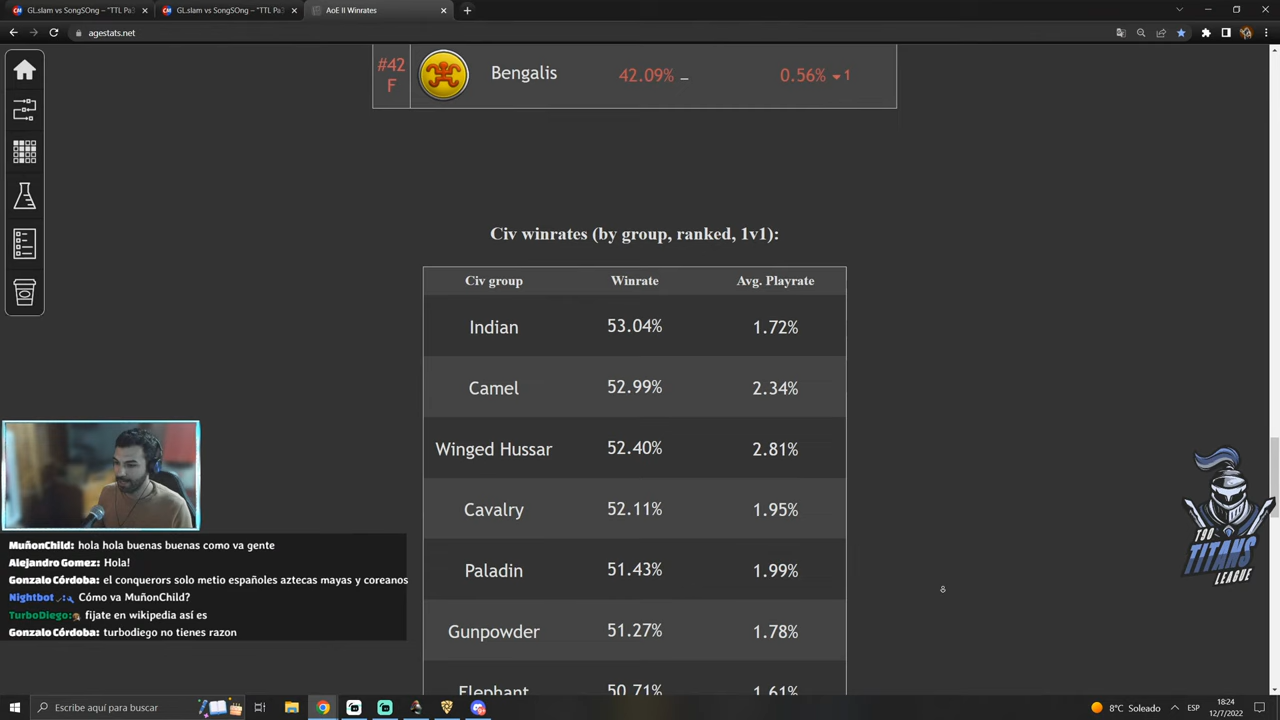 GL.slam vs SongSOng – "TTL Pa
GL.slam vs SongSOng – "TTL Pa
AoE II Winrates
agestats.net
#42
F
Bengalis
42.09%
0.56% 1
Civ winrates (by group, ranked, 1v1):
Civ group Winrate Avg. Playrate
Indian 53.04% 1.72%
Camel 52.99% 2.34%
Winged Hussar 52.40% 2.81%
Cavalry 52.11% 1.95%
Paladin 51.43% 1.99%
Gunpowder 51.27% 1.78%
Elephant 50.71% 1.61%
MuñonChild: hola hola buenas buenas como va gente
Alejandro Gomez: Hola!
Gonzalo Córdoba: el conquerors solo metio españoles aztecas mayas y coreanos
Nightbot: Cómo va MuñonChild?
TurboDiego: fijate en wikipedia así es
Gonzalo Córdoba: turbodiego no tienes razon
T90
TITANS
LEAGUE
Escribe aquí para buscar
8°C Soleado
ESP
18:24
12/7/2022